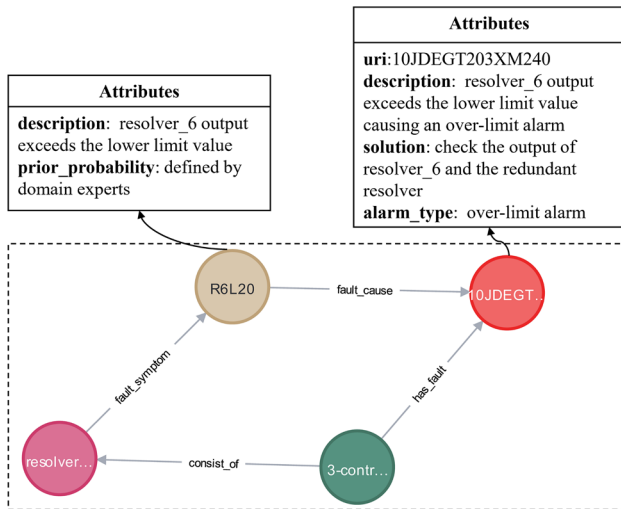 Attributes
uri:10JDEGT203XM240
description: resolver_6 output
exceeds the lower limit value
causing an over-limit alarm
solution: check the output of
resolver_6 and the redundant
resolver
alarm_type: over-limit alarm
Attributes
description: resolver_6 output
exceeds the lower limit value
prior_probability: defined by
domain experts
R6L20
fault_cause
10JDEGT...
fault_symptom
has_fault
resolver...
consist_of
3-contr...